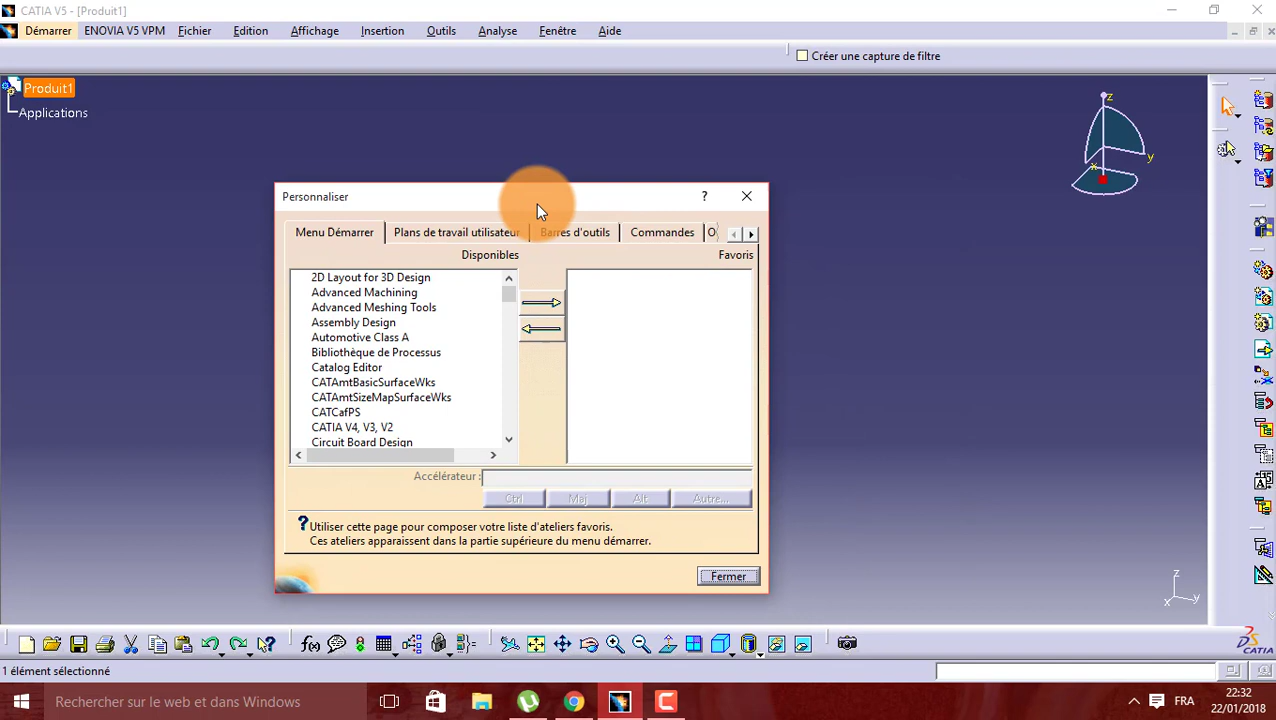 CATIA V5 - [Produit1]
Démarrer ENOVIA V5 VPM Fichier Edition Affichage Insertion Outils Analyse Fenêtre Aide
Créer une capture de filtre
Produit1
Applications
z
y
x
Personnaliser ?
Menu Démarrer Plans de travail utilisateur Barres d'outils Commandes
Disponibles Favoris
2D Layout for 3D Design
Advanced Machining
Advanced Meshing Tools
Assembly Design
Automotive Class A
Bibliothèque de Processus
Catalog Editor
CATAmtBasicSurfaceWks
CATAmtSizeMapSurfaceWks
CATCafPS
CATIA V4, V3, V2
Circuit Board Design
Accélérateur :
Ctrl Maj Alt Autre...
? Utiliser cette page pour composer votre liste d'ateliers favoris.
Ces ateliers apparaissent dans la partie supérieure du menu démarrer.
Fermer
z
x y
f(x)
CATIA
1 élément sélectionné
Rechercher sur le web et dans Windows
FRA
22:32
22/01/2018